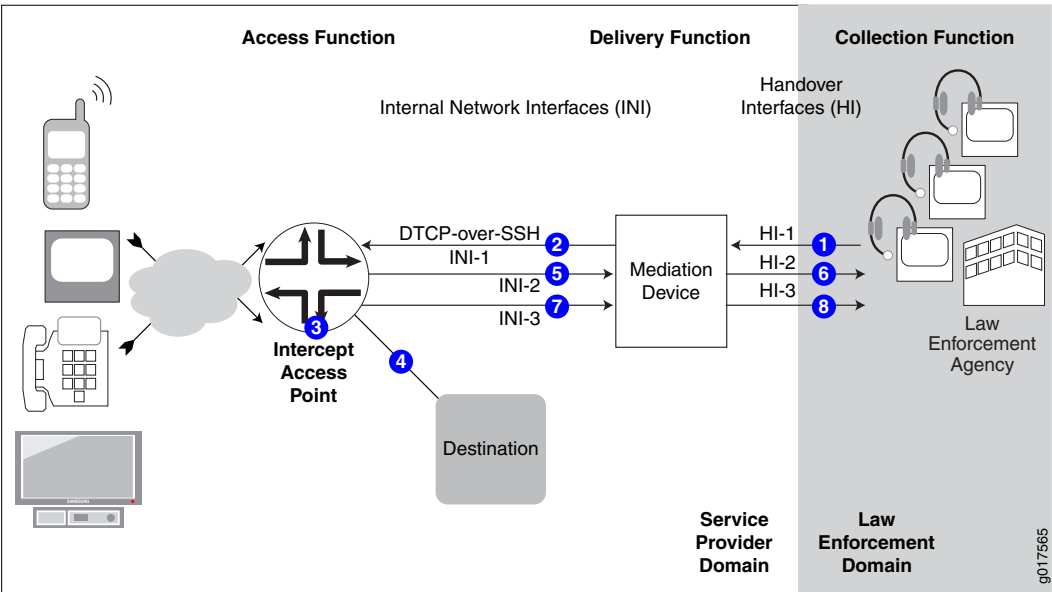 Access Function
Delivery Function
Collection Function
Internal Network Interfaces (INI)
Handover
Interfaces (HI)
DTCP-over-SSH
2
INI-1
5
INI-2
7
INI-3
3
Intercept
Access
Point
4
Destination
Mediation
Device
HI-1
1
HI-2
6
HI-3
8
Law
Enforcement
Agency
SAMSUNG
Service
Provider
Domain
Law
Enforcement
Domain
g017565